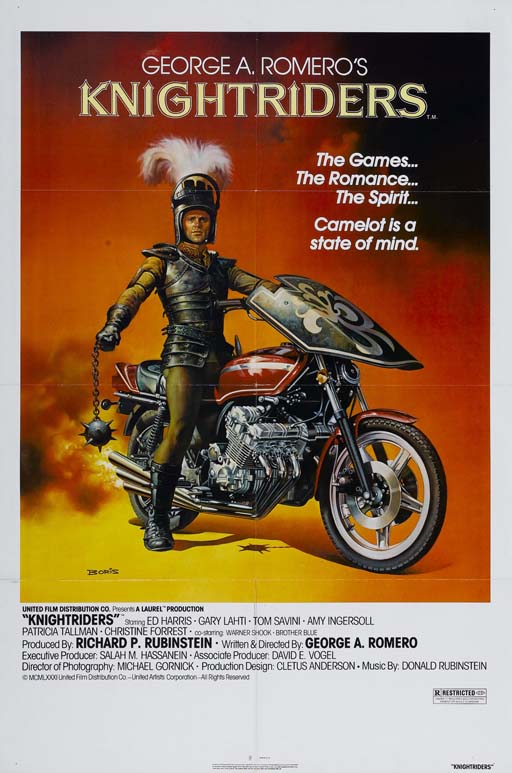 GEORGE A. ROMERO'S
KNIGHTRIDERS
T.M.
The Games...
The Romance...
The Spirit...
Camelot is a
state of mind.
BORIS
UNITED FILM DISTRIBUTION CO. Presents A LAUREL™ PRODUCTION
"KNIGHTRIDERS"™ Starring ED HARRIS · GARY LAHTI · TOM SAVINI · AMY INGERSOLL
PATRICIA TALLMAN · CHRISTINE FORREST · co-starring WARNER SHOOK · BROTHER BLUE
Produced By: RICHARD P. RUBINSTEIN · Written & Directed By: GEORGE A. ROMERO
Executive Producer: SALAH M. HASSANEIN · Associate Producer: DAVID E. VOGEL
Director of Photography: MICHAEL GORNICK · Production Design: CLETUS ANDERSON · Music By: DONALD RUBINSTEIN
© MCMLXXXI United Film Distribution Co.—United Artists Corporation—All Rights Reserved
R RESTRICTED
"KNIGHTRIDERS"